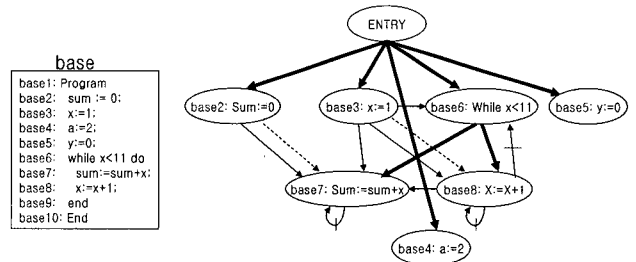 base
base1: Program
base2: sum := 0;
base3: x:=1;
base4: a:=2;
base5: y:=0;
base6: while x<11 do
base7: sum:=sum+x;
base8: x:=x+1;
base9: end
base10: End
ENTRY
base2: Sum:=0
base3: x:=1
base6: While x<11
base5: y:=0
base7: Sum:=sum+x
base8: X:=X+1
base4: a:=2